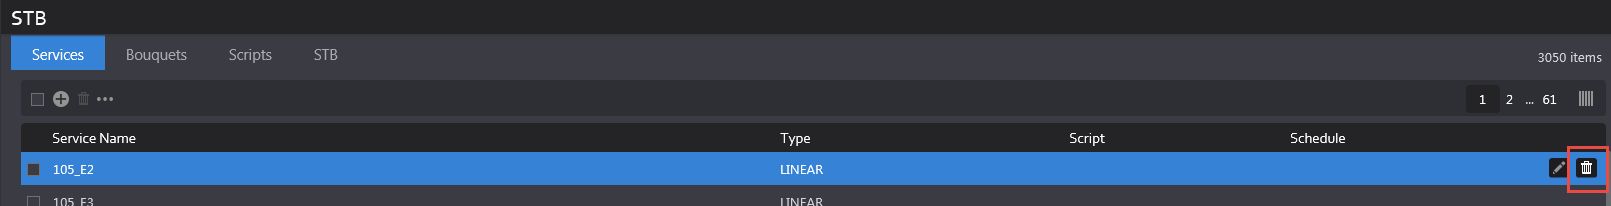 STB
Services Bouquets Scripts STB
3050 items
1 2 ... 61
Service Name Type Script Schedule
105_E2 LINEAR
105_E3 LINEAR